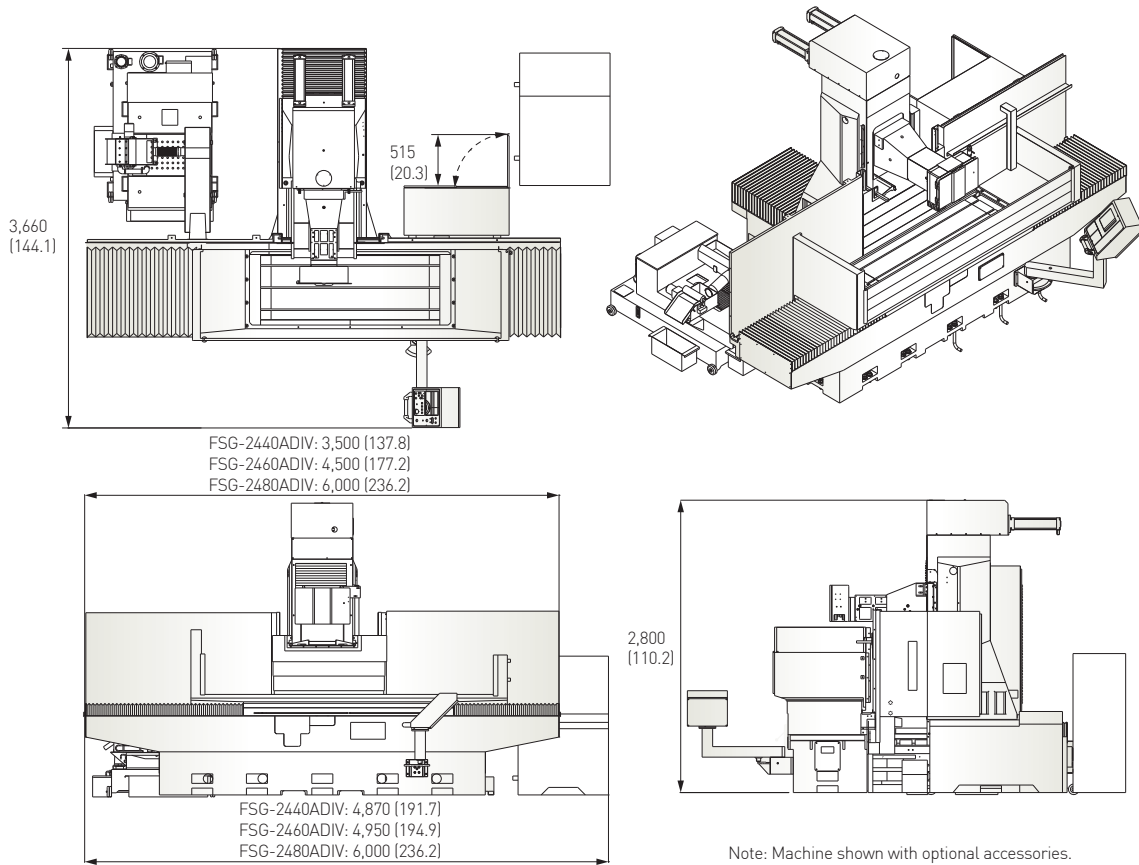 515
(20.3)
3,660
(144.1)
FSG-2440ADIV: 3,500 (137.8)
FSG-2460ADIV: 4,500 (177.2)
FSG-2480ADIV: 6,000 (236.2)
2,800
(110.2)
FSG-2440ADIV: 4,870 (191.7)
FSG-2460ADIV: 4,950 (194.9)
FSG-2480ADIV: 6,000 (236.2)
Note: Machine shown with optional accessories.